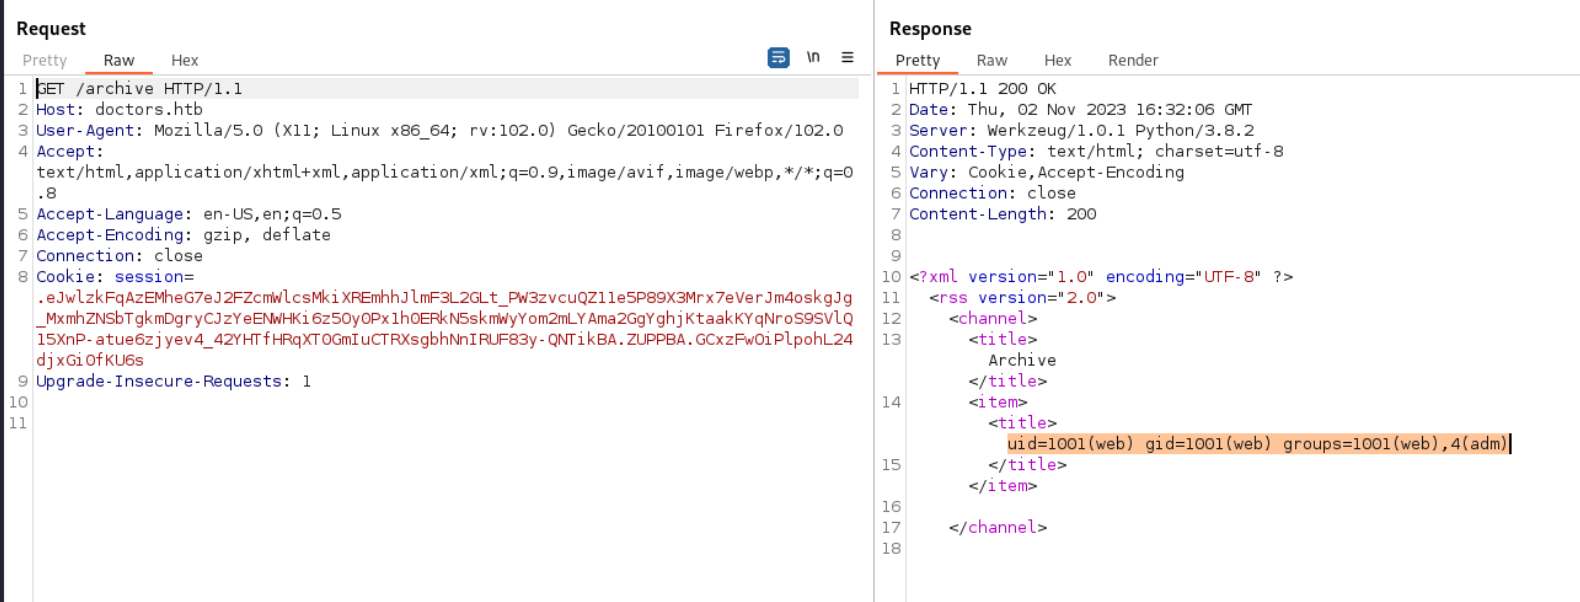 Request
Pretty Raw Hex \n
1 GET /archive HTTP/1.1
2 Host: doctors.htb
3 User-Agent: Mozilla/5.0 (X11; Linux x86_64; rv:102.0) Gecko/20100101 Firefox/102.0
4 Accept:
text/html,application/xhtml+xml,application/xml;q=0.9,image/avif,image/webp,*/*;q=0
.8
5 Accept-Language: en-US,en;q=0.5
6 Accept-Encoding: gzip, deflate
7 Connection: close
8 Cookie: session=
.eJwlzkFqAzEMheG7eJ2FZcmWlcsMkiXREmhhJlmF3L2GLt_PW3zvcuQZ11e5P89X3Mrx7eVerJm4oskgJg
_MxmhZNSbTgkmDgryCJzYeENWHKi6z5OyOPx1hOERkN5skmWyYom2mLYAma2GgYghjKtaakKYqNroS9SVlQ
15XnP-atue6zjyev4_42YHTfHRqXT0GmIuCTRXsgbhNnIRUF83y-QNTikBA.ZUPPBA.GCxzFwOiPlpohL24
djxGiOfKU6s
9 Upgrade-Insecure-Requests: 1
10
11
Response
Pretty Raw Hex Render
1 HTTP/1.1 200 OK
2 Date: Thu, 02 Nov 2023 16:32:06 GMT
3 Server: Werkzeug/1.0.1 Python/3.8.2
4 Content-Type: text/html; charset=utf-8
5 Vary: Cookie,Accept-Encoding
6 Connection: close
7 Content-Length: 200
8
9
10 <?xml version="1.0" encoding="UTF-8" ?>
11 <rss version="2.0">
12 <channel>
13 <title>
Archive
</title>
14 <item>
<title>
uid=1001(web) gid=1001(web) groups=1001(web),4(adm)
15 </title>
</item>
16
17 </channel>
18